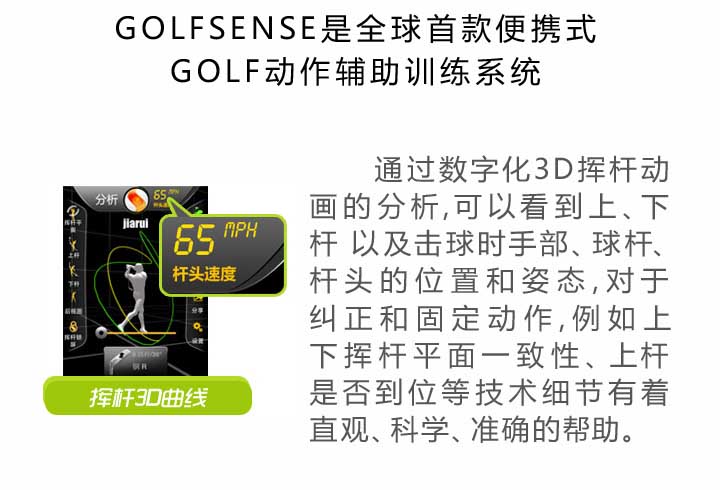 GOLFSENSE是全球首款便携式
GOLF动作辅助训练系统
通过数字化3D挥杆动
画的分析,可以看到上、下
杆 以及击球时手部、球杆、
杆头的位置和姿态,对于
纠正和固定动作,例如上
下挥杆平面一致性、上杆
是否到位等技术细节有着
直观、科学、准确的帮助。
分析
65 MPH
杆头速度
jiarui
挥杆平
面
上杆
下杆
后视图
挥杆锁
屏
65 MPH
杆头速度
分享
设置
钢 R
挥杆3D曲线